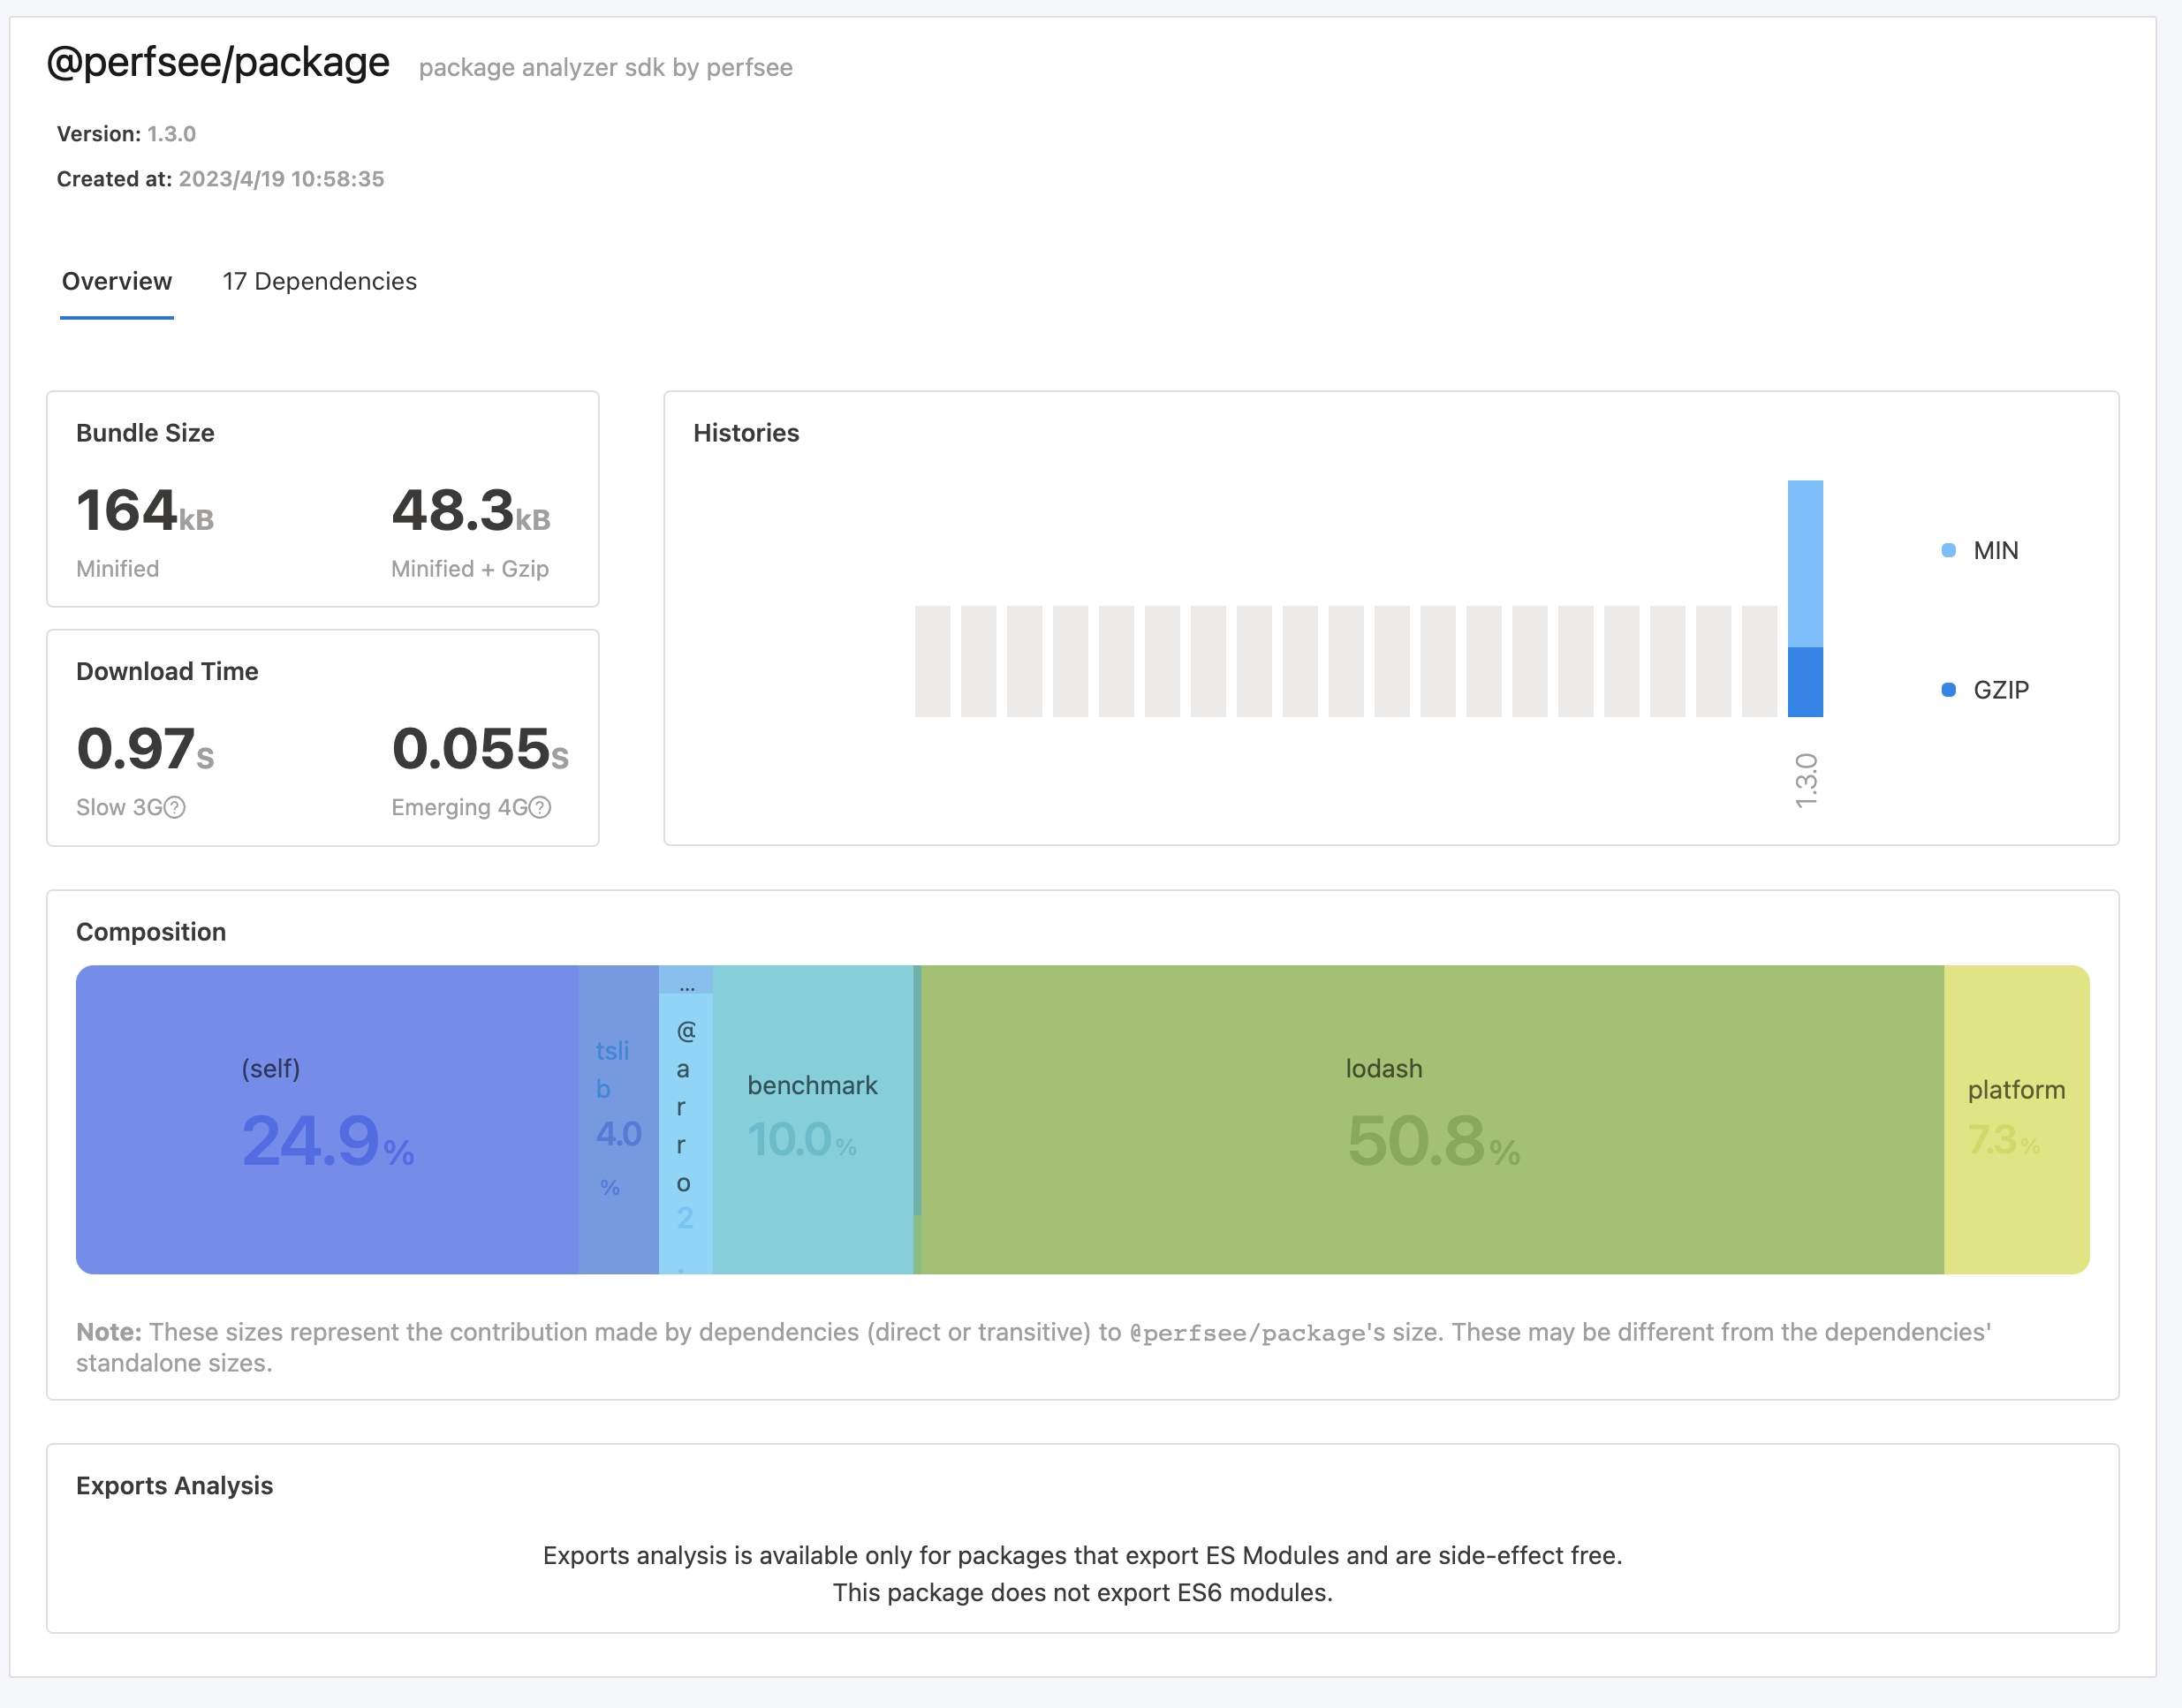 @perfsee/package package analyzer sdk by perfsee
Version: 1.3.0
Created at: 2023/4/19 10:58:35
Overview 17 Dependencies
Bundle Size
164kB 48.3kB
Minified Minified + Gzip
Download Time
0.97s 0.055s
Slow 3G Emerging 4G
Histories
MIN
GZIP
1.3.0
Composition
(self)
24.9%
tsli
b
4.0
%
...
@
a
r
r
o
2
benchmark
10.0%
lodash
50.8%
platform
7.3%
Note: These sizes represent the contribution made by dependencies (direct or transitive) to @perfsee/package's size. These may be different from the dependencies'
standalone sizes.
Exports Analysis
Exports analysis is available only for packages that export ES Modules and are side-effect free.
This package does not export ES6 modules.